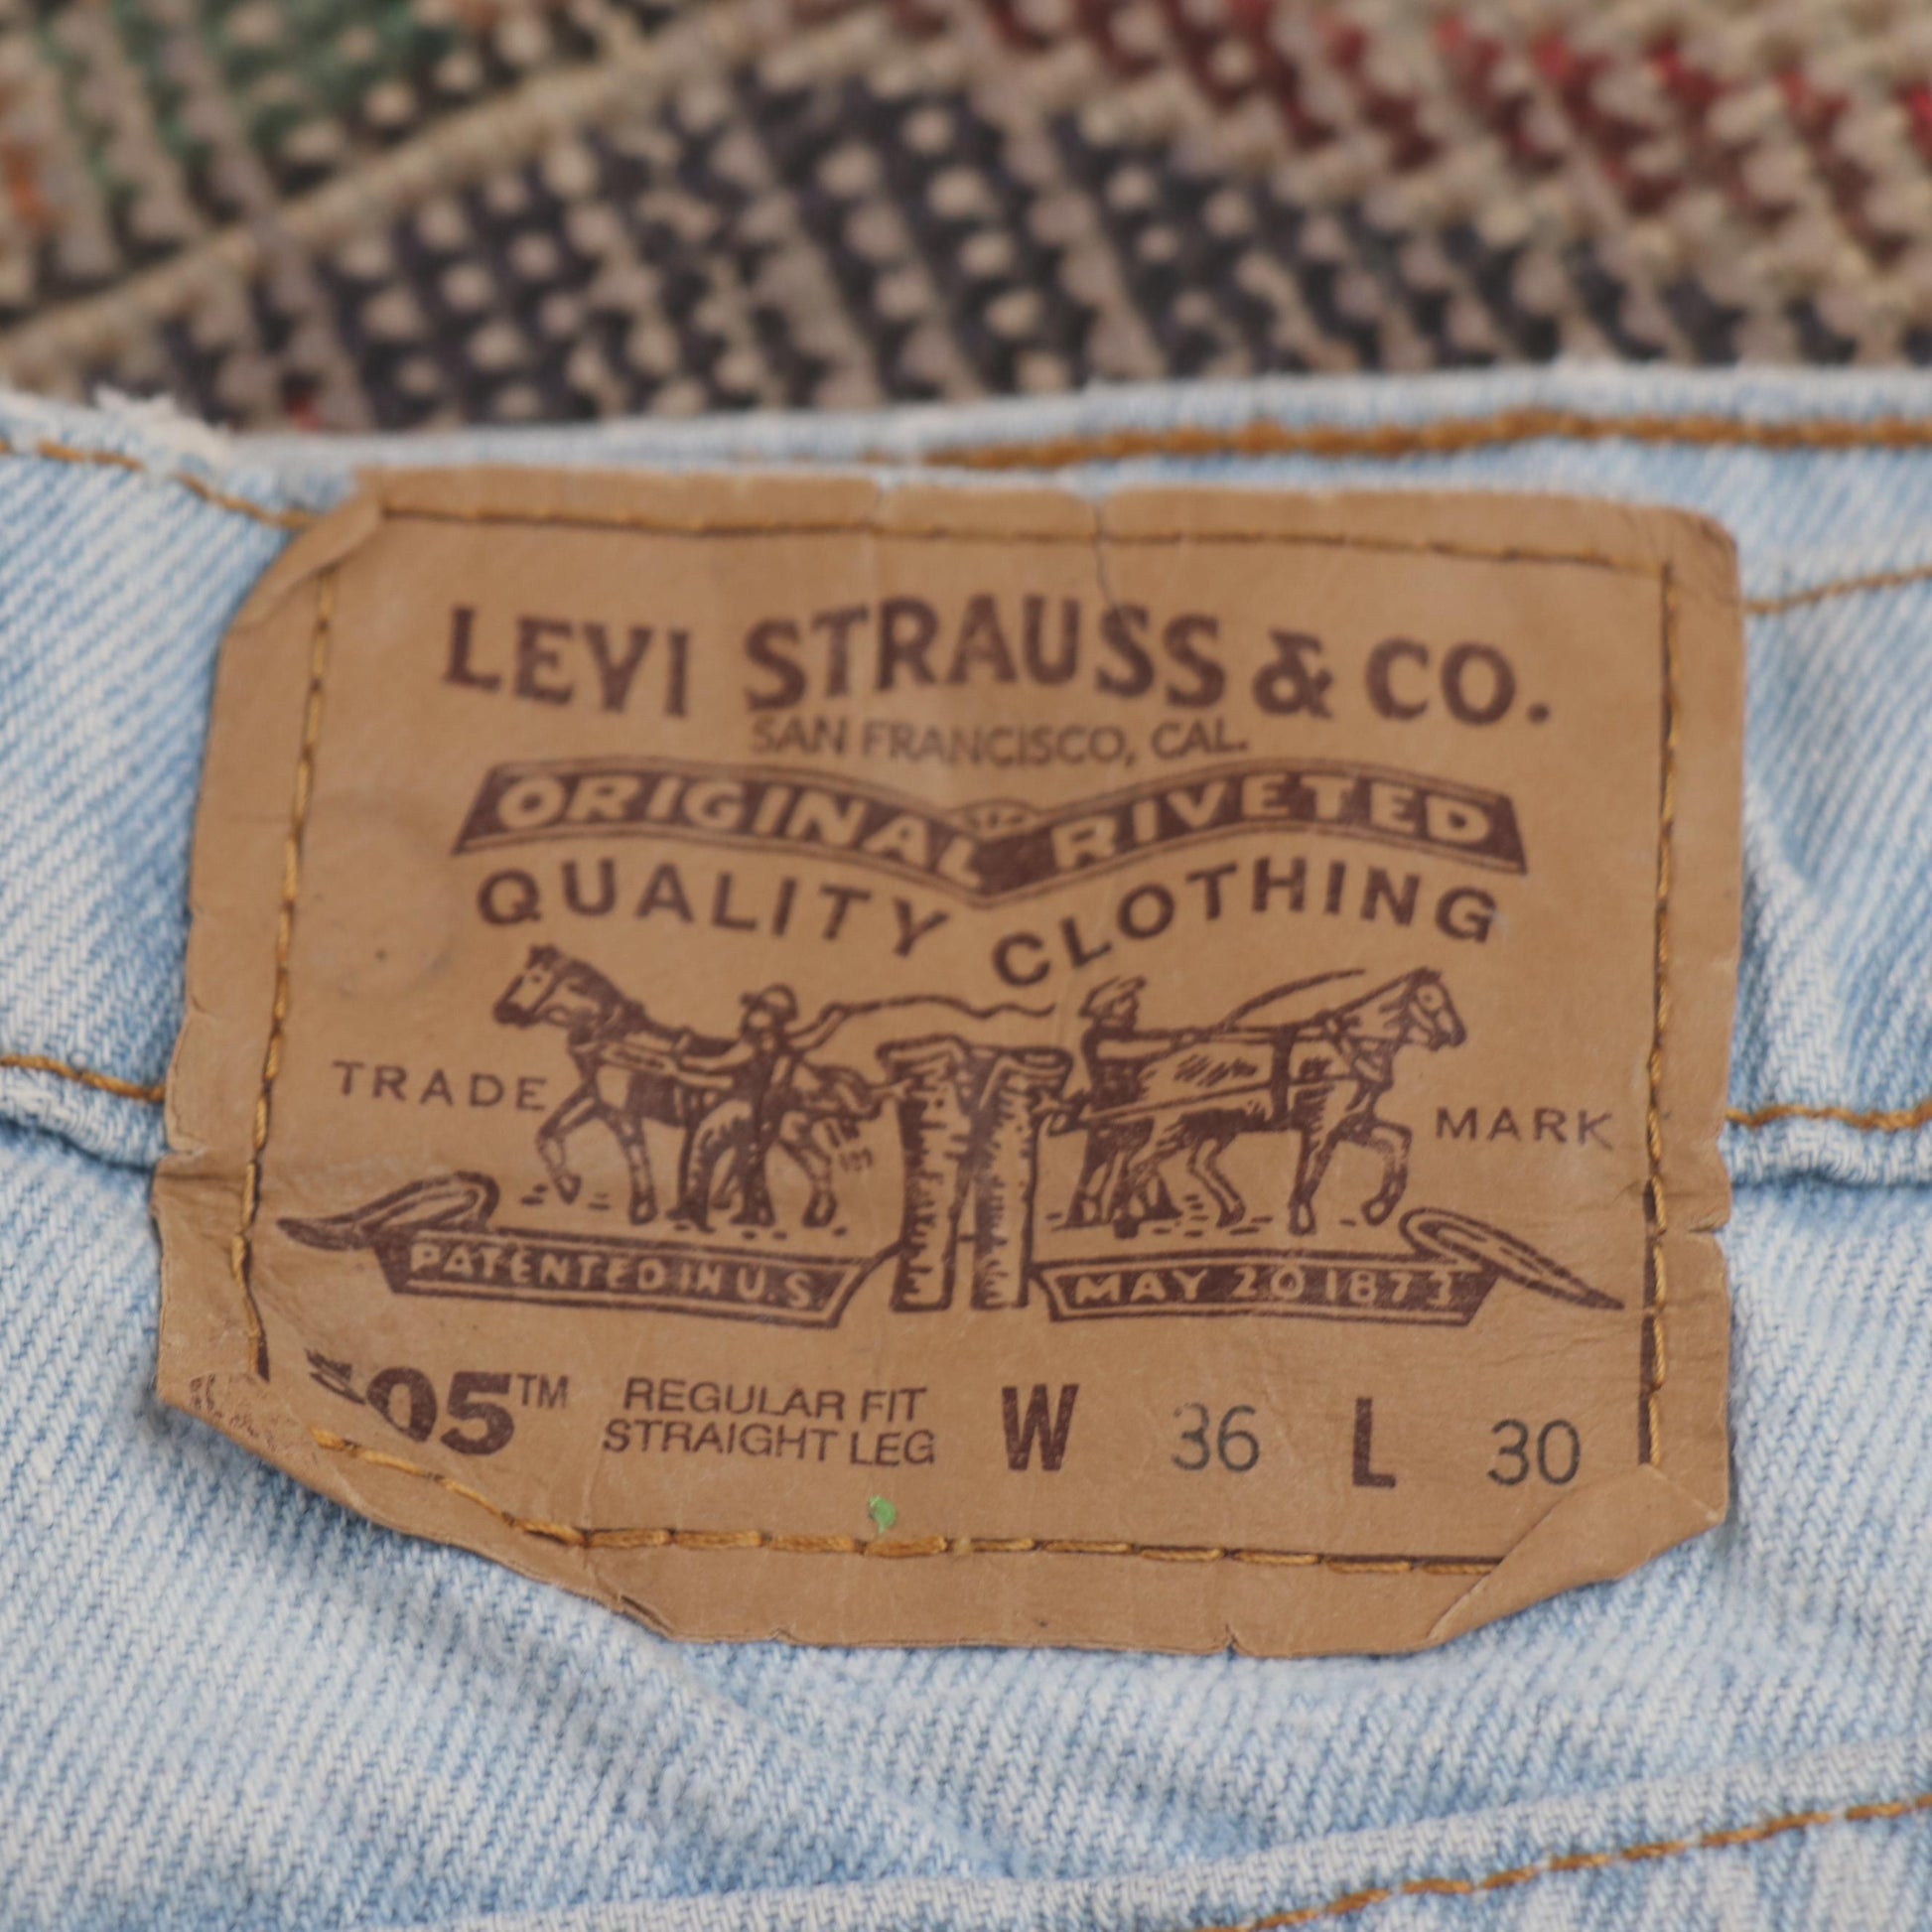 LEVI STRAUSS & CO.
SAN FRANCISCO, CAL.
ORIGINAL RIVETED
QUALITY CLOTHING
TRADE MARK
PATENTED IN U.S.
MAY 20 1873
505™ REGULAR FIT
STRAIGHT LEG
W 36 L 30